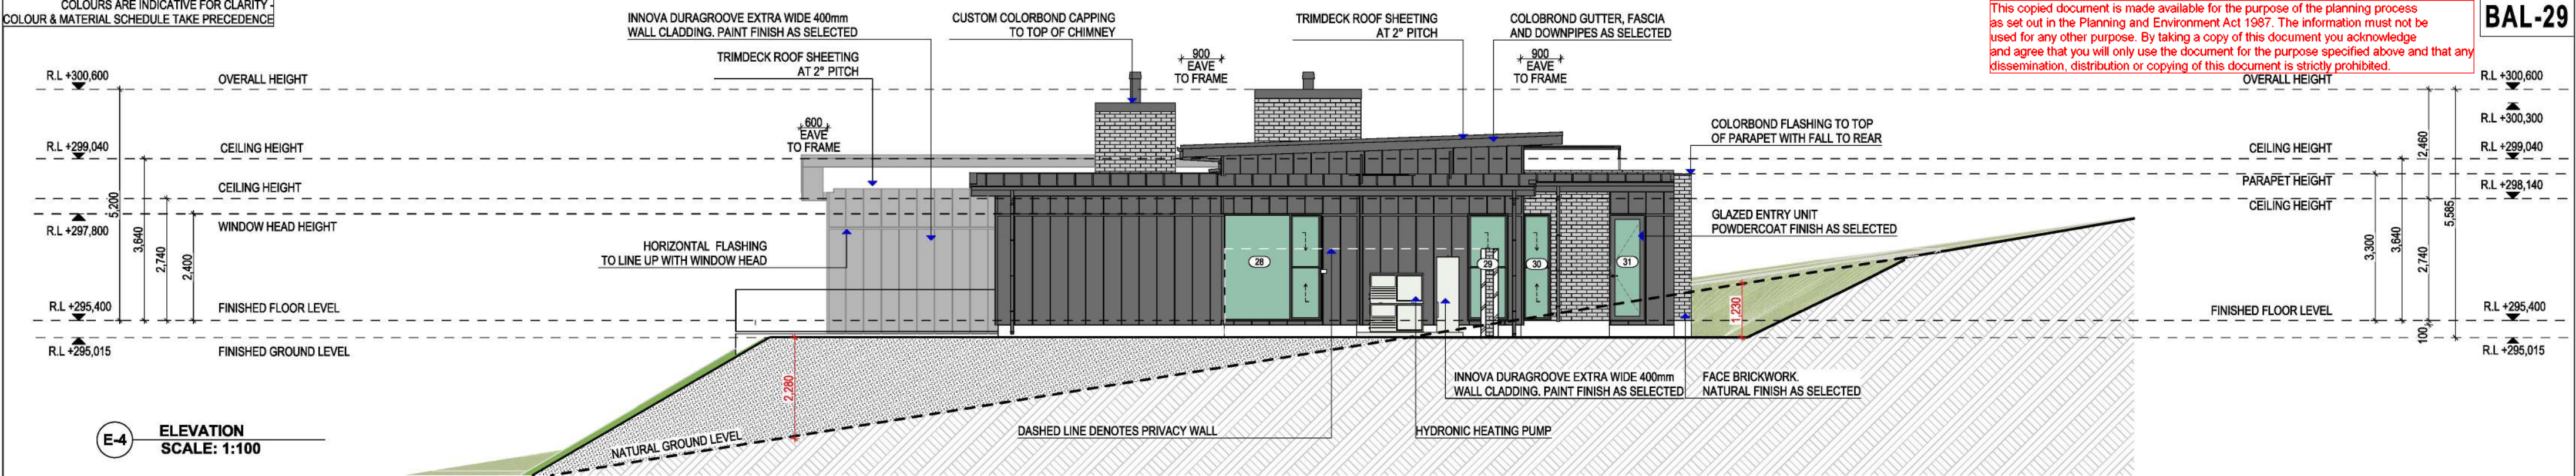 COLOURS ARE INDICATIVE FOR CLARITY -
COLOUR & MATERIAL SCHEDULE TAKE PRECEDENCE
INNOVA DURAGROOVE EXTRA WIDE 400mm
WALL CLADDING. PAINT FINISH AS SELECTED
TRIMDECK ROOF SHEETING
AT 2° PITCH
CUSTOM COLORBOND CAPPING
TO TOP OF CHIMNEY
900
EAVE
TO FRAME
TRIMDECK ROOF SHEETING
AT 2° PITCH
COLOBROND GUTTER, FASCIA
AND DOWNPIPES AS SELECTED
900
EAVE
TO FRAME
This copied document is made available for the purpose of the planning process
as set out in the Planning and Environment Act 1987. The information must not be
used for any other purpose. By taking a copy of this document you acknowledge
and agree that you will only use the document for the purpose specified above and that any
dissemination, distribution or copying of this document is strictly prohibited.
BAL-29
R.L +300,600
OVERALL HEIGHT
R.L +299,040
CEILING HEIGHT
CEILING HEIGHT
R.L +297,800
WINDOW HEAD HEIGHT
R.L +295,400
FINISHED FLOOR LEVEL
R.L +295,015
FINISHED GROUND LEVEL
5,200
3,640
2,740
2,400
600
EAVE
TO FRAME
HORIZONTAL FLASHING
TO LINE UP WITH WINDOW HEAD
COLORBOND FLASHING TO TOP
OF PARAPET WITH FALL TO REAR
GLAZED ENTRY UNIT
POWDERCOAT FINISH AS SELECTED
28
29
30
31
OVERALL HEIGHT
R.L +300,600
R.L +300,300
CEILING HEIGHT
R.L +299,040
PARAPET HEIGHT
R.L +298,140
CEILING HEIGHT
FINISHED FLOOR LEVEL
R.L +295,400
R.L +295,015
2,460
5,585
3,300
3,640
2,740
100
1,230
2,280
INNOVA DURAGROOVE EXTRA WIDE 400mm
WALL CLADDING. PAINT FINISH AS SELECTED
FACE BRICKWORK.
NATURAL FINISH AS SELECTED
DASHED LINE DENOTES PRIVACY WALL
HYDRONIC HEATING PUMP
NATURAL GROUND LEVEL
E-4
ELEVATION
SCALE: 1:100